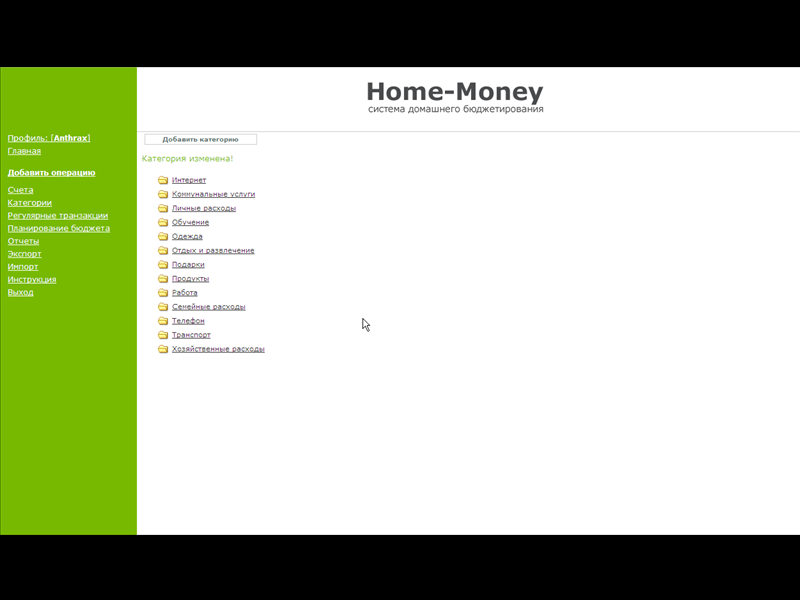 Home-Money
система домашнего бюджетирования
Профиль: [Anthrax]
Главная
Добавить операцию
Счета
Категории
Регулярные транзакции
Планирование бюджета
Отчеты
Экспорт
Импорт
Инструкция
Выход
Добавить категорию
Категория изменена!
Интернет
Коммунальные услуги
Личные расходы
Обучение
Одежда
Отдых и развлечение
Подарки
Продукты
Работа
Семейные расходы
Телефон
Транспорт
Хозяйственные расходы